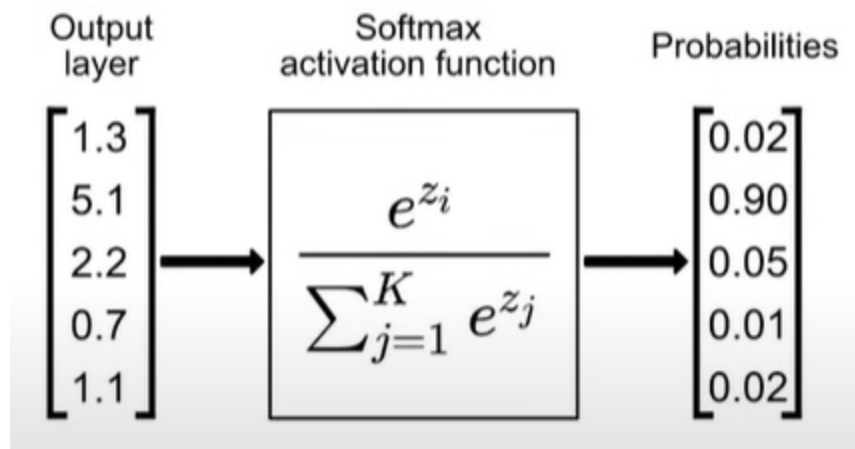 Output
layer
Softmax
activation function
Probabilities
1.3
5.1
2.2
0.7
1.1
e^{z_i}
∑_{j=1}^{K} e^{z_j}
0.02
0.90
0.05
0.01
0.02